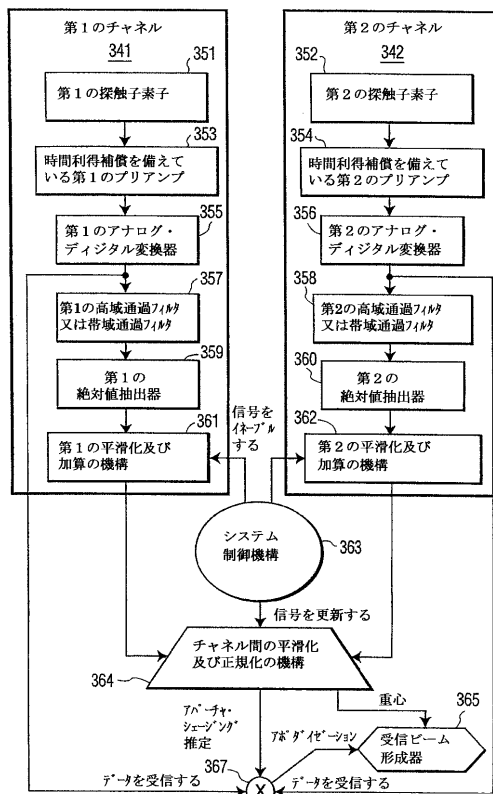 第１のチャネル
341
351
第１の探触子素子
353
時間利得補償を備えて
いる第１のプリアンプ
355
第１のアナログ・
ディジタル変換器
357
第１の高域通過フィルタ
又は帯域通過フィルタ
359
第１の
絶対値抽出器
361
第１の平滑化及び
加算の機構
第２のチャネル
342
352
第２の探触子素子
354
時間利得補償を備えて
いる第２のプリアンプ
356
第２のアナログ・
ディジタル変換器
358
第2の高域通過フィルタ
又は帯域通過フィルタ
360
第２の
絶対値抽出器
362
第２の平滑化及び
加算の機構
信号を
ｲﾈｰﾌﾞﾙ
する
システム
制御機構
363
信号を更新する
チャネル間の平滑化
及び正規化の機構
364
ｱﾊﾟｰﾁｬ･
ｼｪｰｼﾞﾝｸﾞ
推定
重心
365
受信ビーム
形成器
アポダイゼーション
367
X
データを受信する
データを受信する